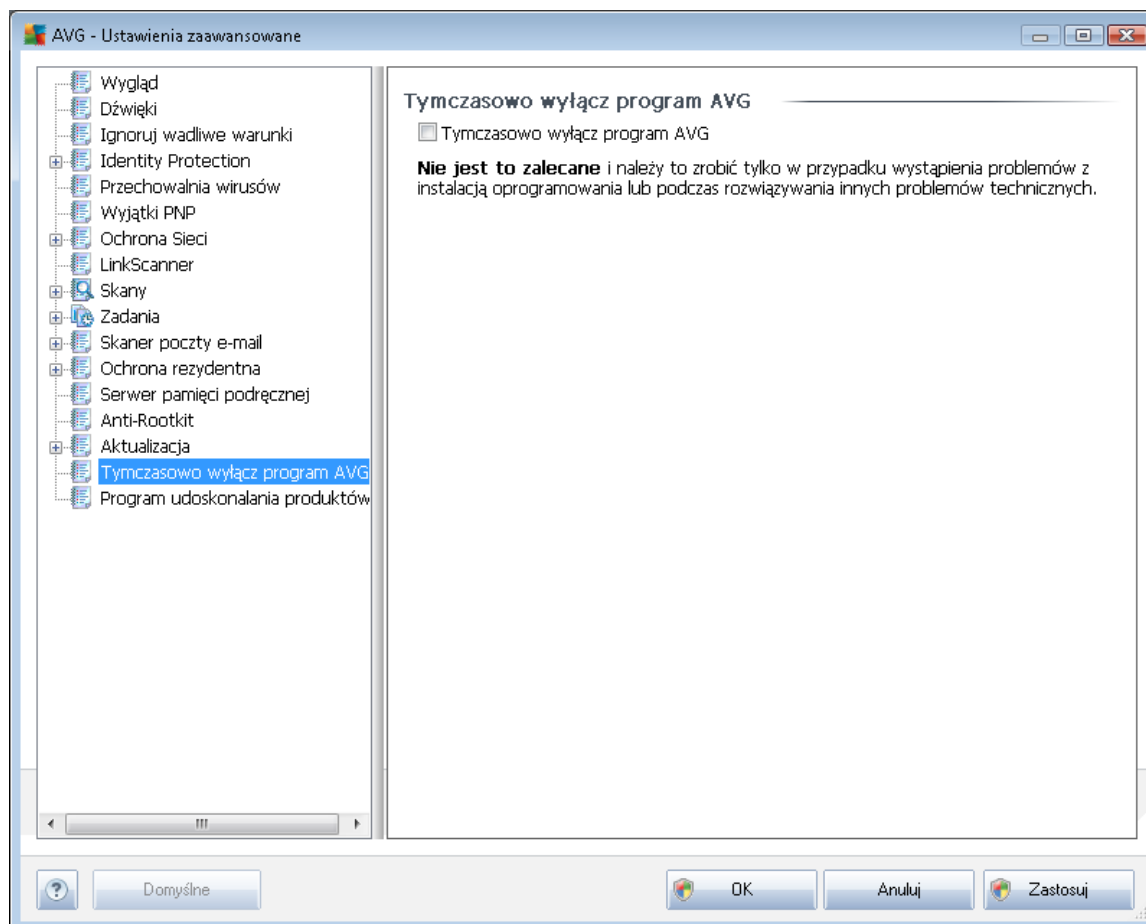 AVG - Ustawienia zaawansowane
Wygląd
Dźwięki
Ignoruj wadliwe warunki
Identity Protection
Przechowalnia wirusów
Wyjątki PNP
Ochrona Sieci
LinkScanner
Skany
Zadania
Skaner poczty e-mail
Ochrona rezydentna
Serwer pamięci podręcznej
Anti-Rootkit
Aktualizacja
Tymczasowo wyłącz program AVG
Program udoskonalania produktów
Tymczasowo wyłącz program AVG
Tymczasowo wyłącz program AVG
Nie jest to zalecane i należy to zrobić tylko w przypadku wystąpienia problemów z
instalacją oprogramowania lub podczas rozwiązywania innych problemów technicznych.
? Domyślne OK Anuluj Zastosuj